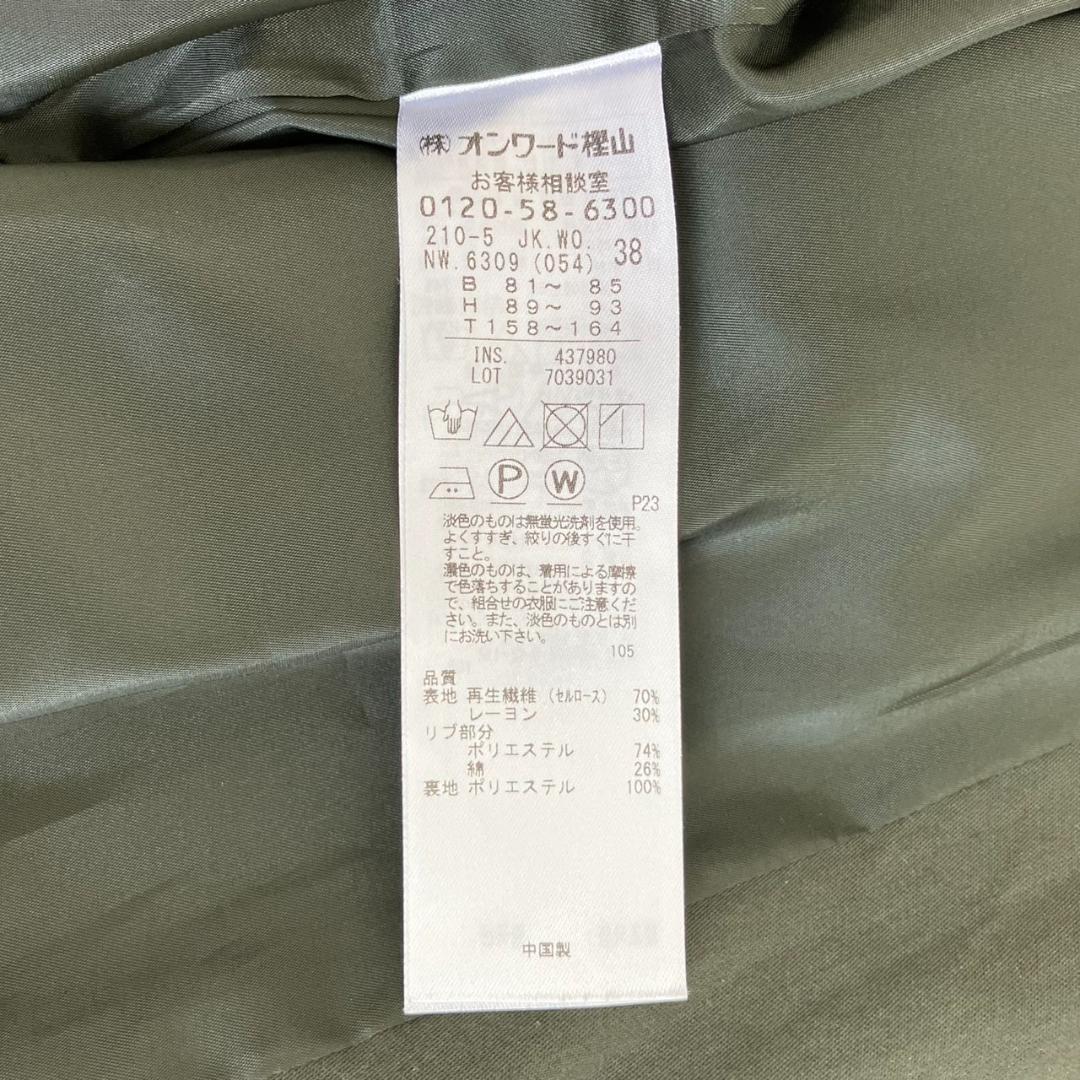 (株)オンワード樫山
お客様相談室
0120-58-6300
210-5 JK.WO.
NW.6309(054) 38
B 81〜 85
H 89〜 93
T158〜164
INS. 437980
LOT 7039031
P W
P23
淡色のものは無蛍光洗剤を使用。
よくすすぎ、絞りの後すぐに干
すこと。
濃色のものは、着用による摩擦
で色落ちすることがありますの
で、組合せの衣服にご注意くだ
さい。また、淡色のものとは別
にお洗い下さい。
105
品質
表地 再生繊維(セルロース) 70%
レーヨン 30%
リブ部分
ポリエステル 74%
綿 26%
裏地 ポリエステル 100%
中国製